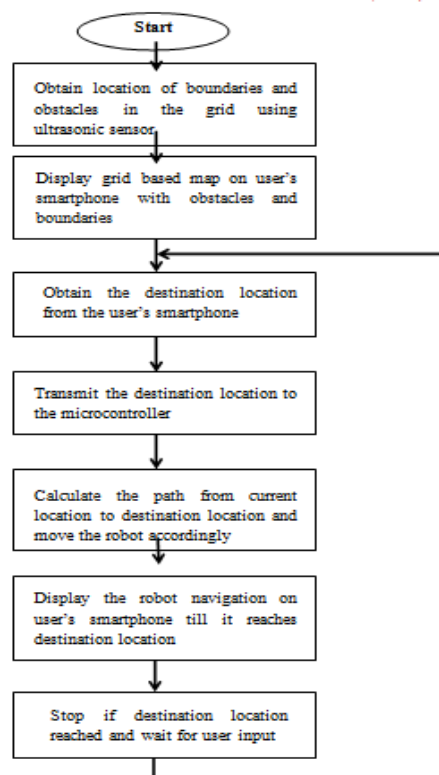 Start
Obtain location of boundaries and
obstacles in the grid using
ultrasonic sensor
Display grid based map on user's
smartphone with obstacles and
boundaries
Obtain the destination location
from the user's smartphone
Transmit the destination location to
the microcontroller
Calculate the path from current
location to destination location and
move the robot accordingly
Display the robot navigation on
user's smartphone till it reaches
destination location
Stop if destination location
reached and wait for user input